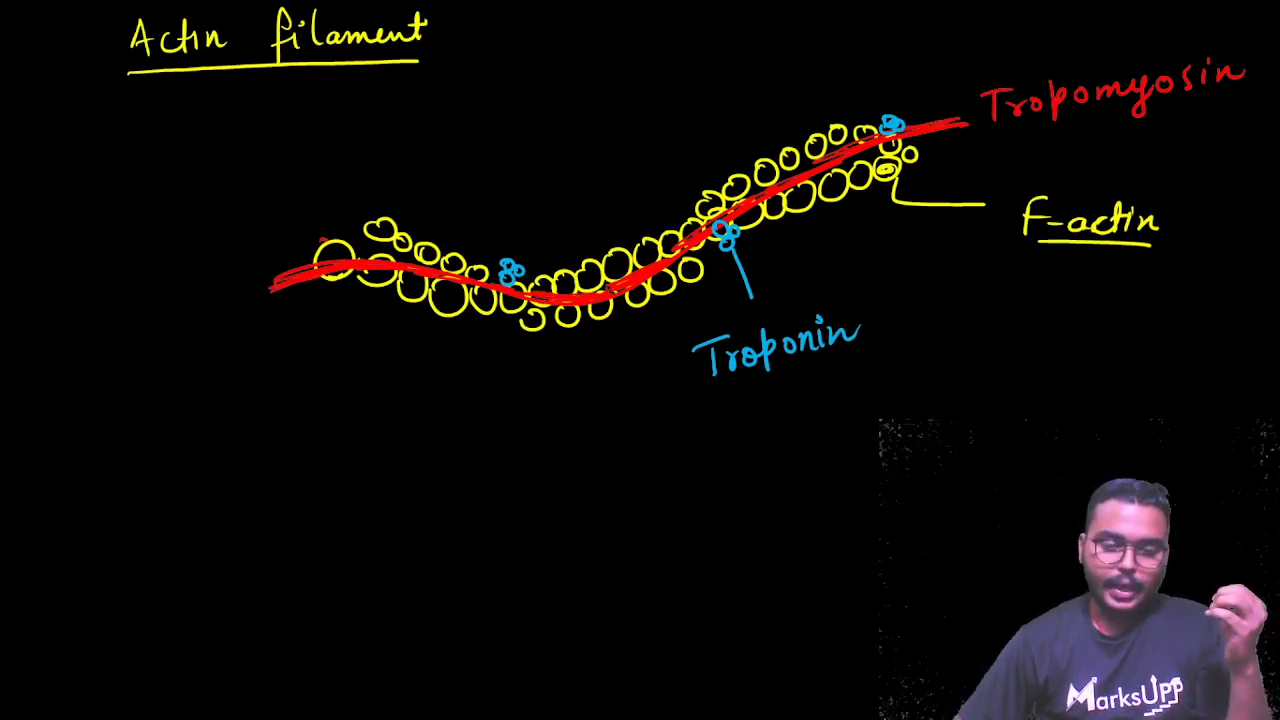 Actin filament
Tropomyosin
F-actin
Troponin
MarksUpp